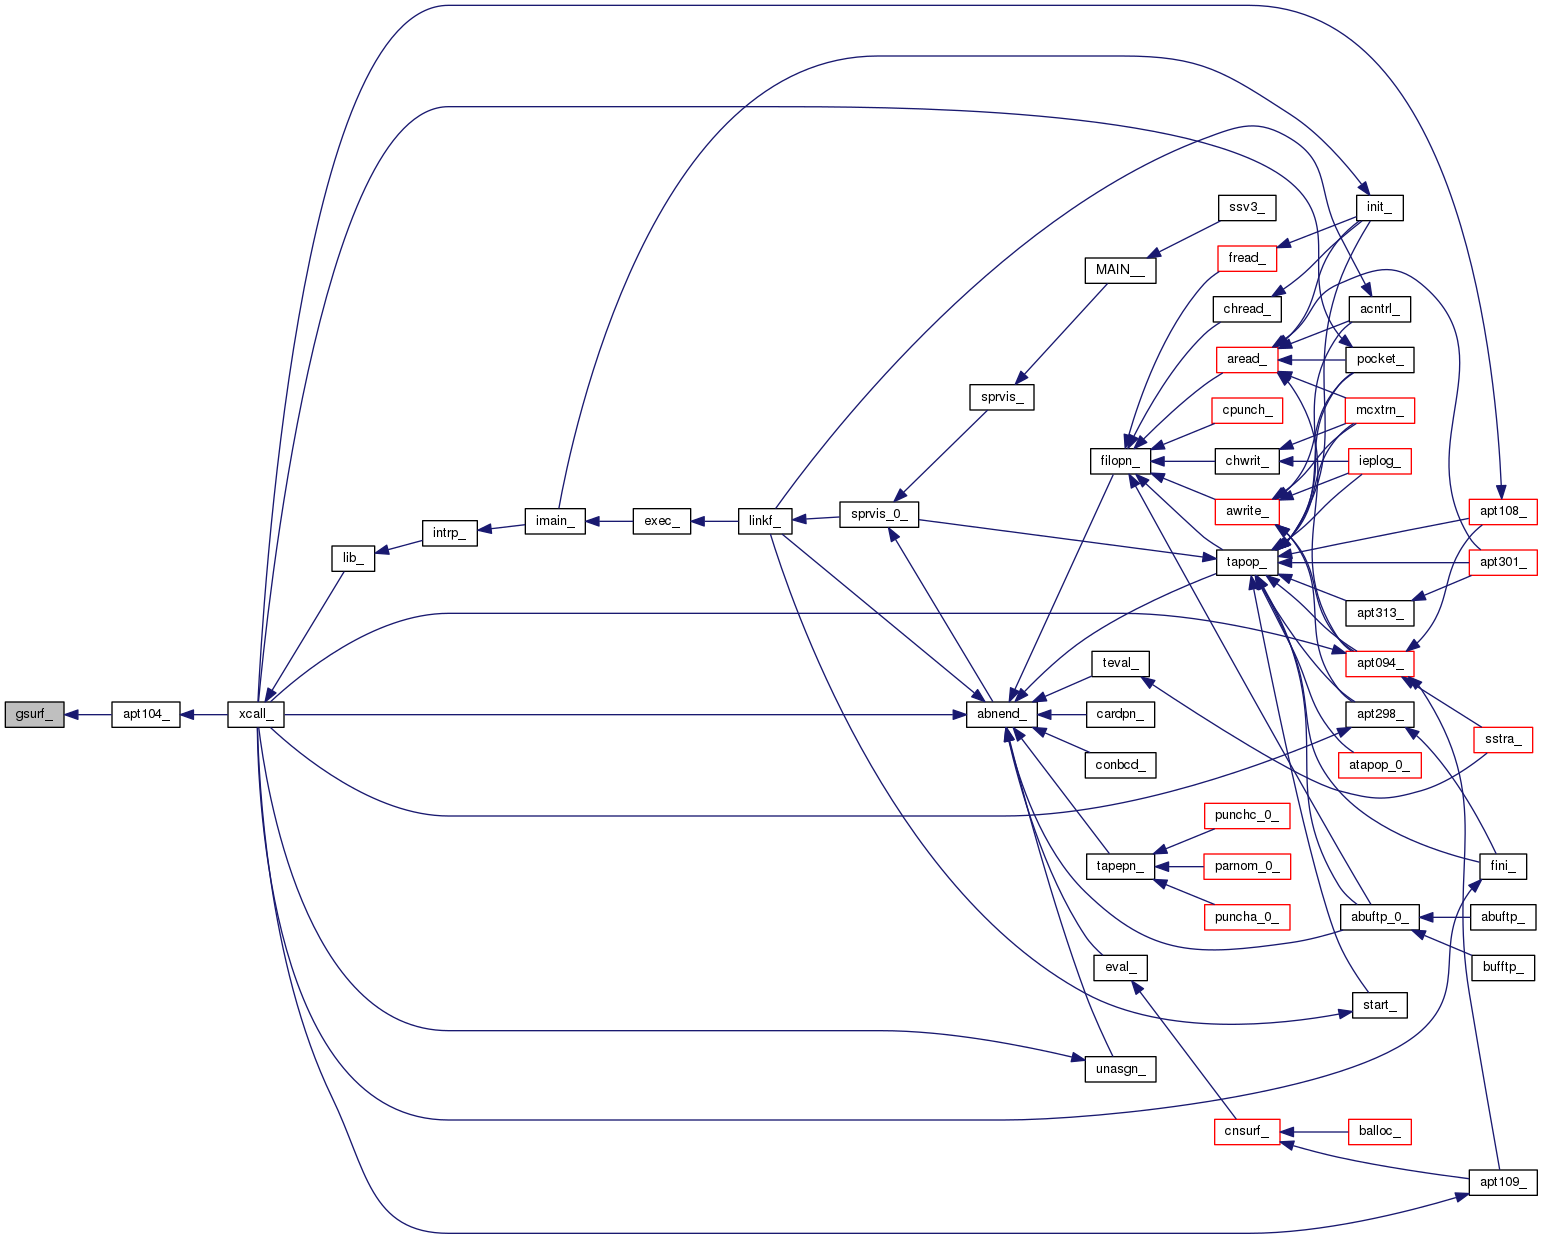 ssv3_
init_
fread_
MAIN__
chread_
acntrl_
aread_
pocket_
sprvis_
cpunch_
mcxtrn_
filopn_
chwrit_
ieplog_
awrite_
apt108_
sprvis_0_
linkf_
exec_
imain_
intrp_
lib_
tapop_
apt301_
apt313_
teval_
apt094_
gsurf_
apt104_
xcall_
abnend_
cardpn_
apt298_
sstra_
conbcd_
atapop_0_
punchc_0_
tapepn_
parnom_0_
fini_
puncha_0_
abuftp_0_
abuftp_
eval_
bufftp_
start_
unasgn_
cnsurf_
balloc_
apt109_